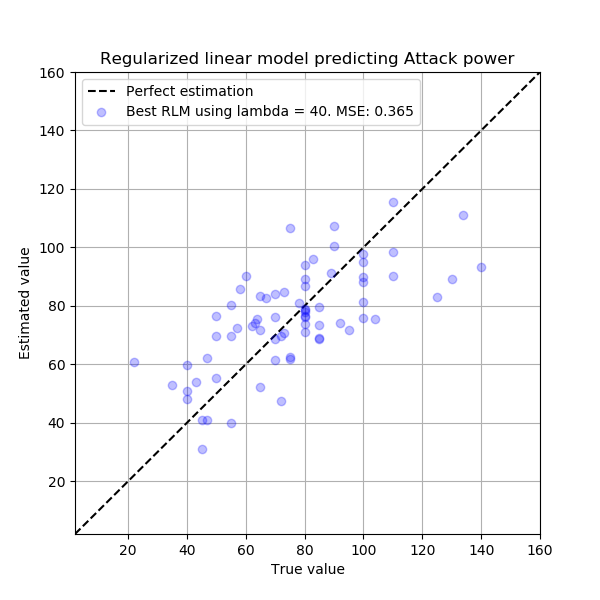 Regularized linear model predicting Attack power
Perfect estimation
Best RLM using lambda = 40. MSE: 0.365
160
140
120
100
80
60
40
20
Estimated value
20 40 60 80 100 120 140 160
True value